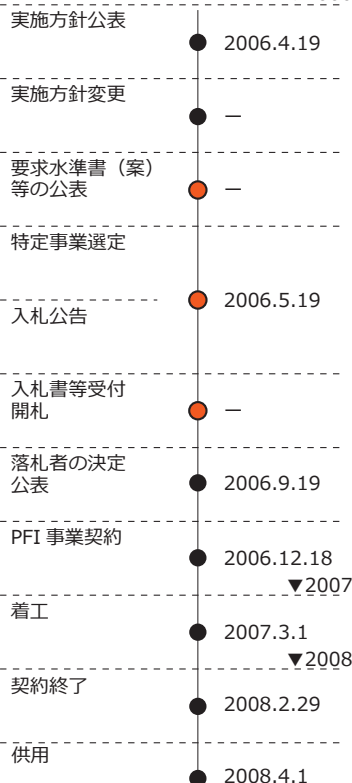 実施方針公表
2006.4.19
実施方針変更
—
要求水準書（案）
等の公表
—
特定事業選定
2006.5.19
入札公告
入札書等受付
開札
—
落札者の決定
公表
2006.9.19
PFI 事業契約
2006.12.18
▼2007
着工
2007.3.1
▼2008
契約終了
2008.2.29
供用
2008.4.1